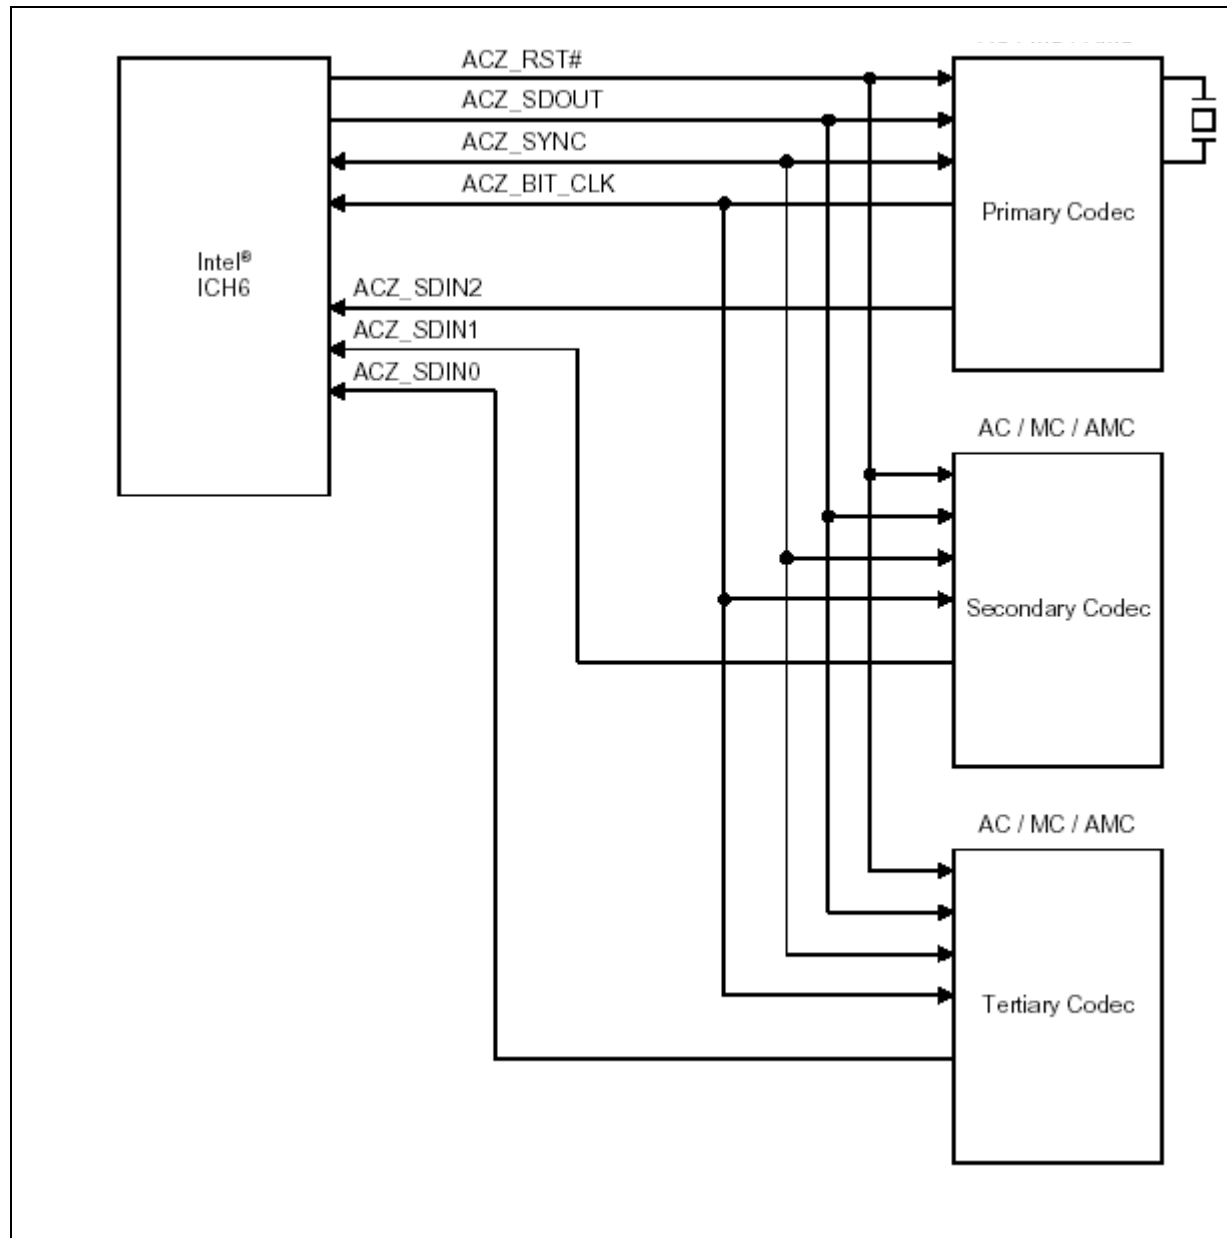 ACZ_RST#
ACZ_SDOUT
ACZ_SYNC
ACZ_BIT_CLK
Primary Codec
Intel®
ICH6
ACZ_SDIN2
ACZ_SDIN1
ACZ_SDIN0
AC / MC / AMC
Secondary Codec
AC / MC / AMC
Tertiary Codec